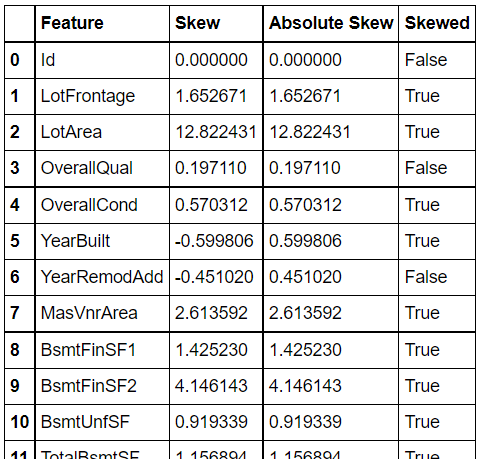 Feature Skew Absolute Skew Skewed
0 Id 0.000000 0.000000 False
1 LotFrontage 1.652671 1.652671 True
2 LotArea 12.822431 12.822431 True
3 OverallQual 0.197110 0.197110 False
4 OverallCond 0.570312 0.570312 True
5 YearBuilt -0.599806 0.599806 True
6 YearRemodAdd -0.451020 0.451020 False
7 MasVnrArea 2.613592 2.613592 True
8 BsmtFinSF1 1.425230 1.425230 True
9 BsmtFinSF2 4.146143 4.146143 True
10 BsmtUnfSF 0.919339 0.919339 True
11 TotalBsmtSF 1.156894 1.156894 True